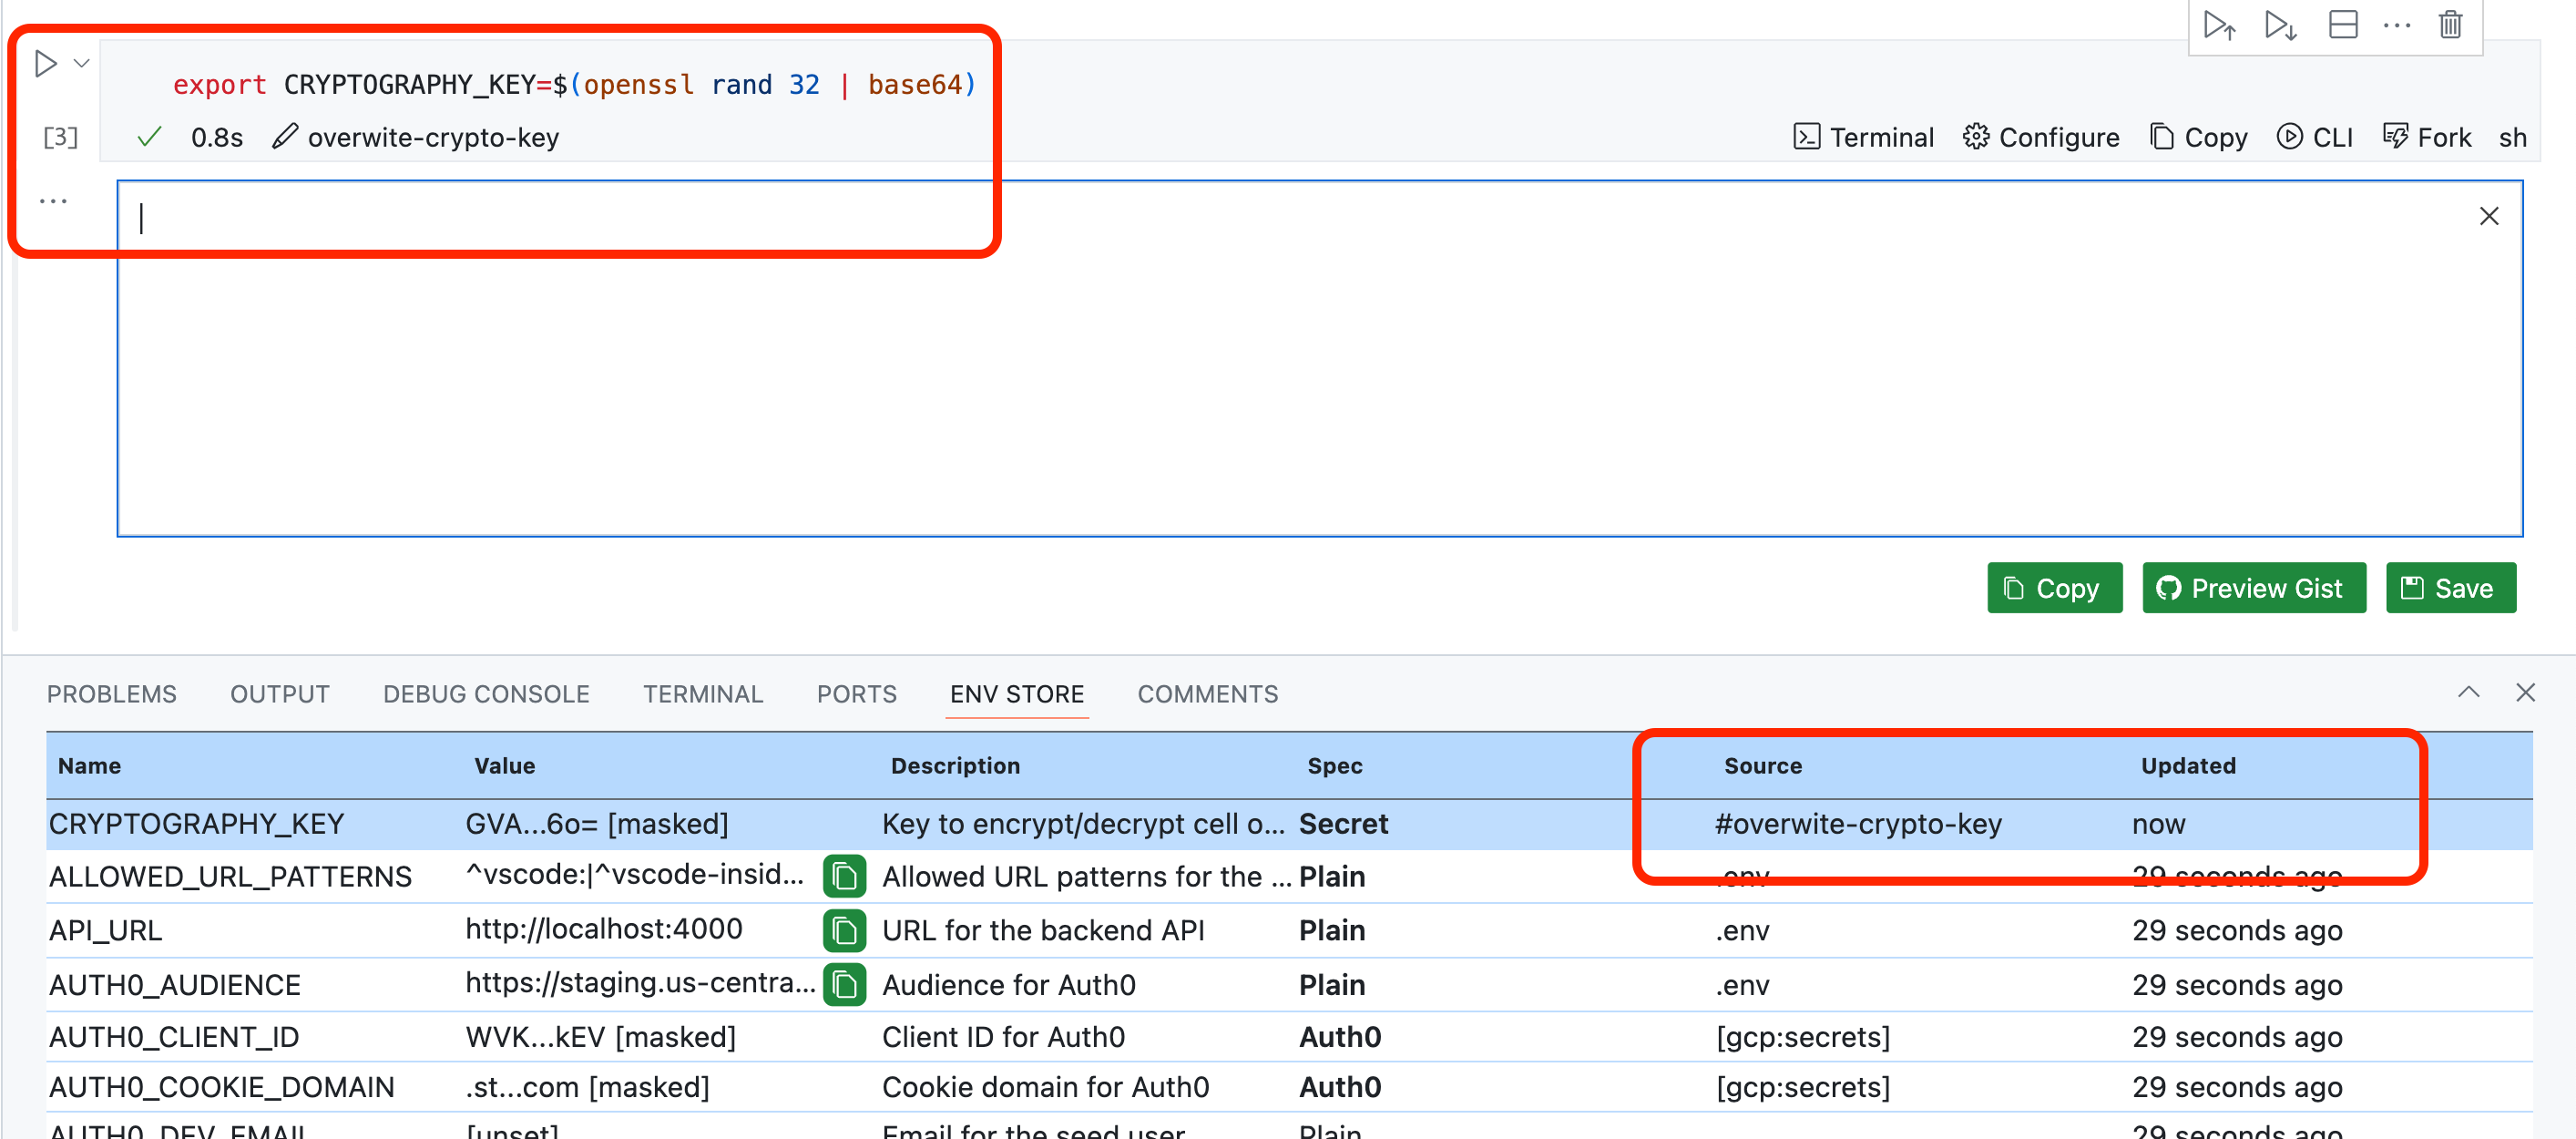 export CRYPTOGRAPHY_KEY=$(openssl rand 32 | base64)
[3] 0.8s overwite-crypto-key Terminal Configure Copy CLI Fork sh
...
Copy Preview Gist Save
PROBLEMS OUTPUT DEBUG CONSOLE TERMINAL PORTS ENV STORE COMMENTS
Name Value Description Spec Source Updated
CRYPTOGRAPHY_KEY GVA...6o= [masked] Key to encrypt/decrypt cell o... Secret #overwite-crypto-key now
ALLOWED_URL_PATTERNS ^vscode:|^vscode-insid... Allowed URL patterns for the ... Plain .env 29 seconds ago
API_URL http://localhost:4000 URL for the backend API Plain .env 29 seconds ago
AUTH0_AUDIENCE https://staging.us-centra... Audience for Auth0 Plain .env 29 seconds ago
AUTH0_CLIENT_ID WVK...kEV [masked] Client ID for Auth0 Auth0 [gcp:secrets] 29 seconds ago
AUTH0_COOKIE_DOMAIN .st...com [masked] Cookie domain for Auth0 Auth0 [gcp:secrets] 29 seconds ago
AUTH0_DEV_EMAIL [unset] Email for the seed user Plain 29 seconds ago